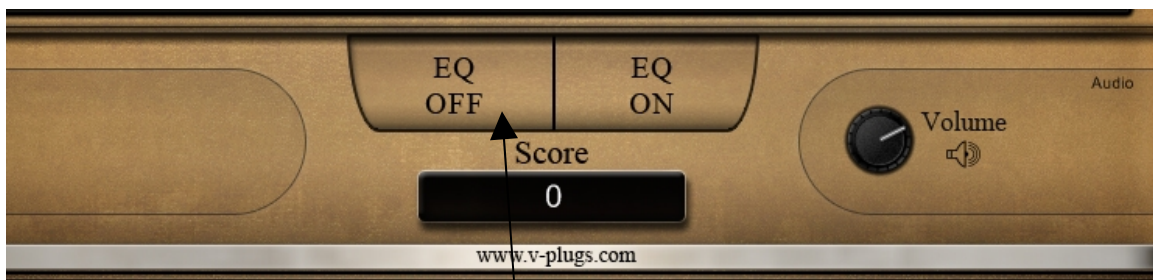 EQ
OFF
EQ
ON
Audio
Volume
Score
0
www.v-plugs.com